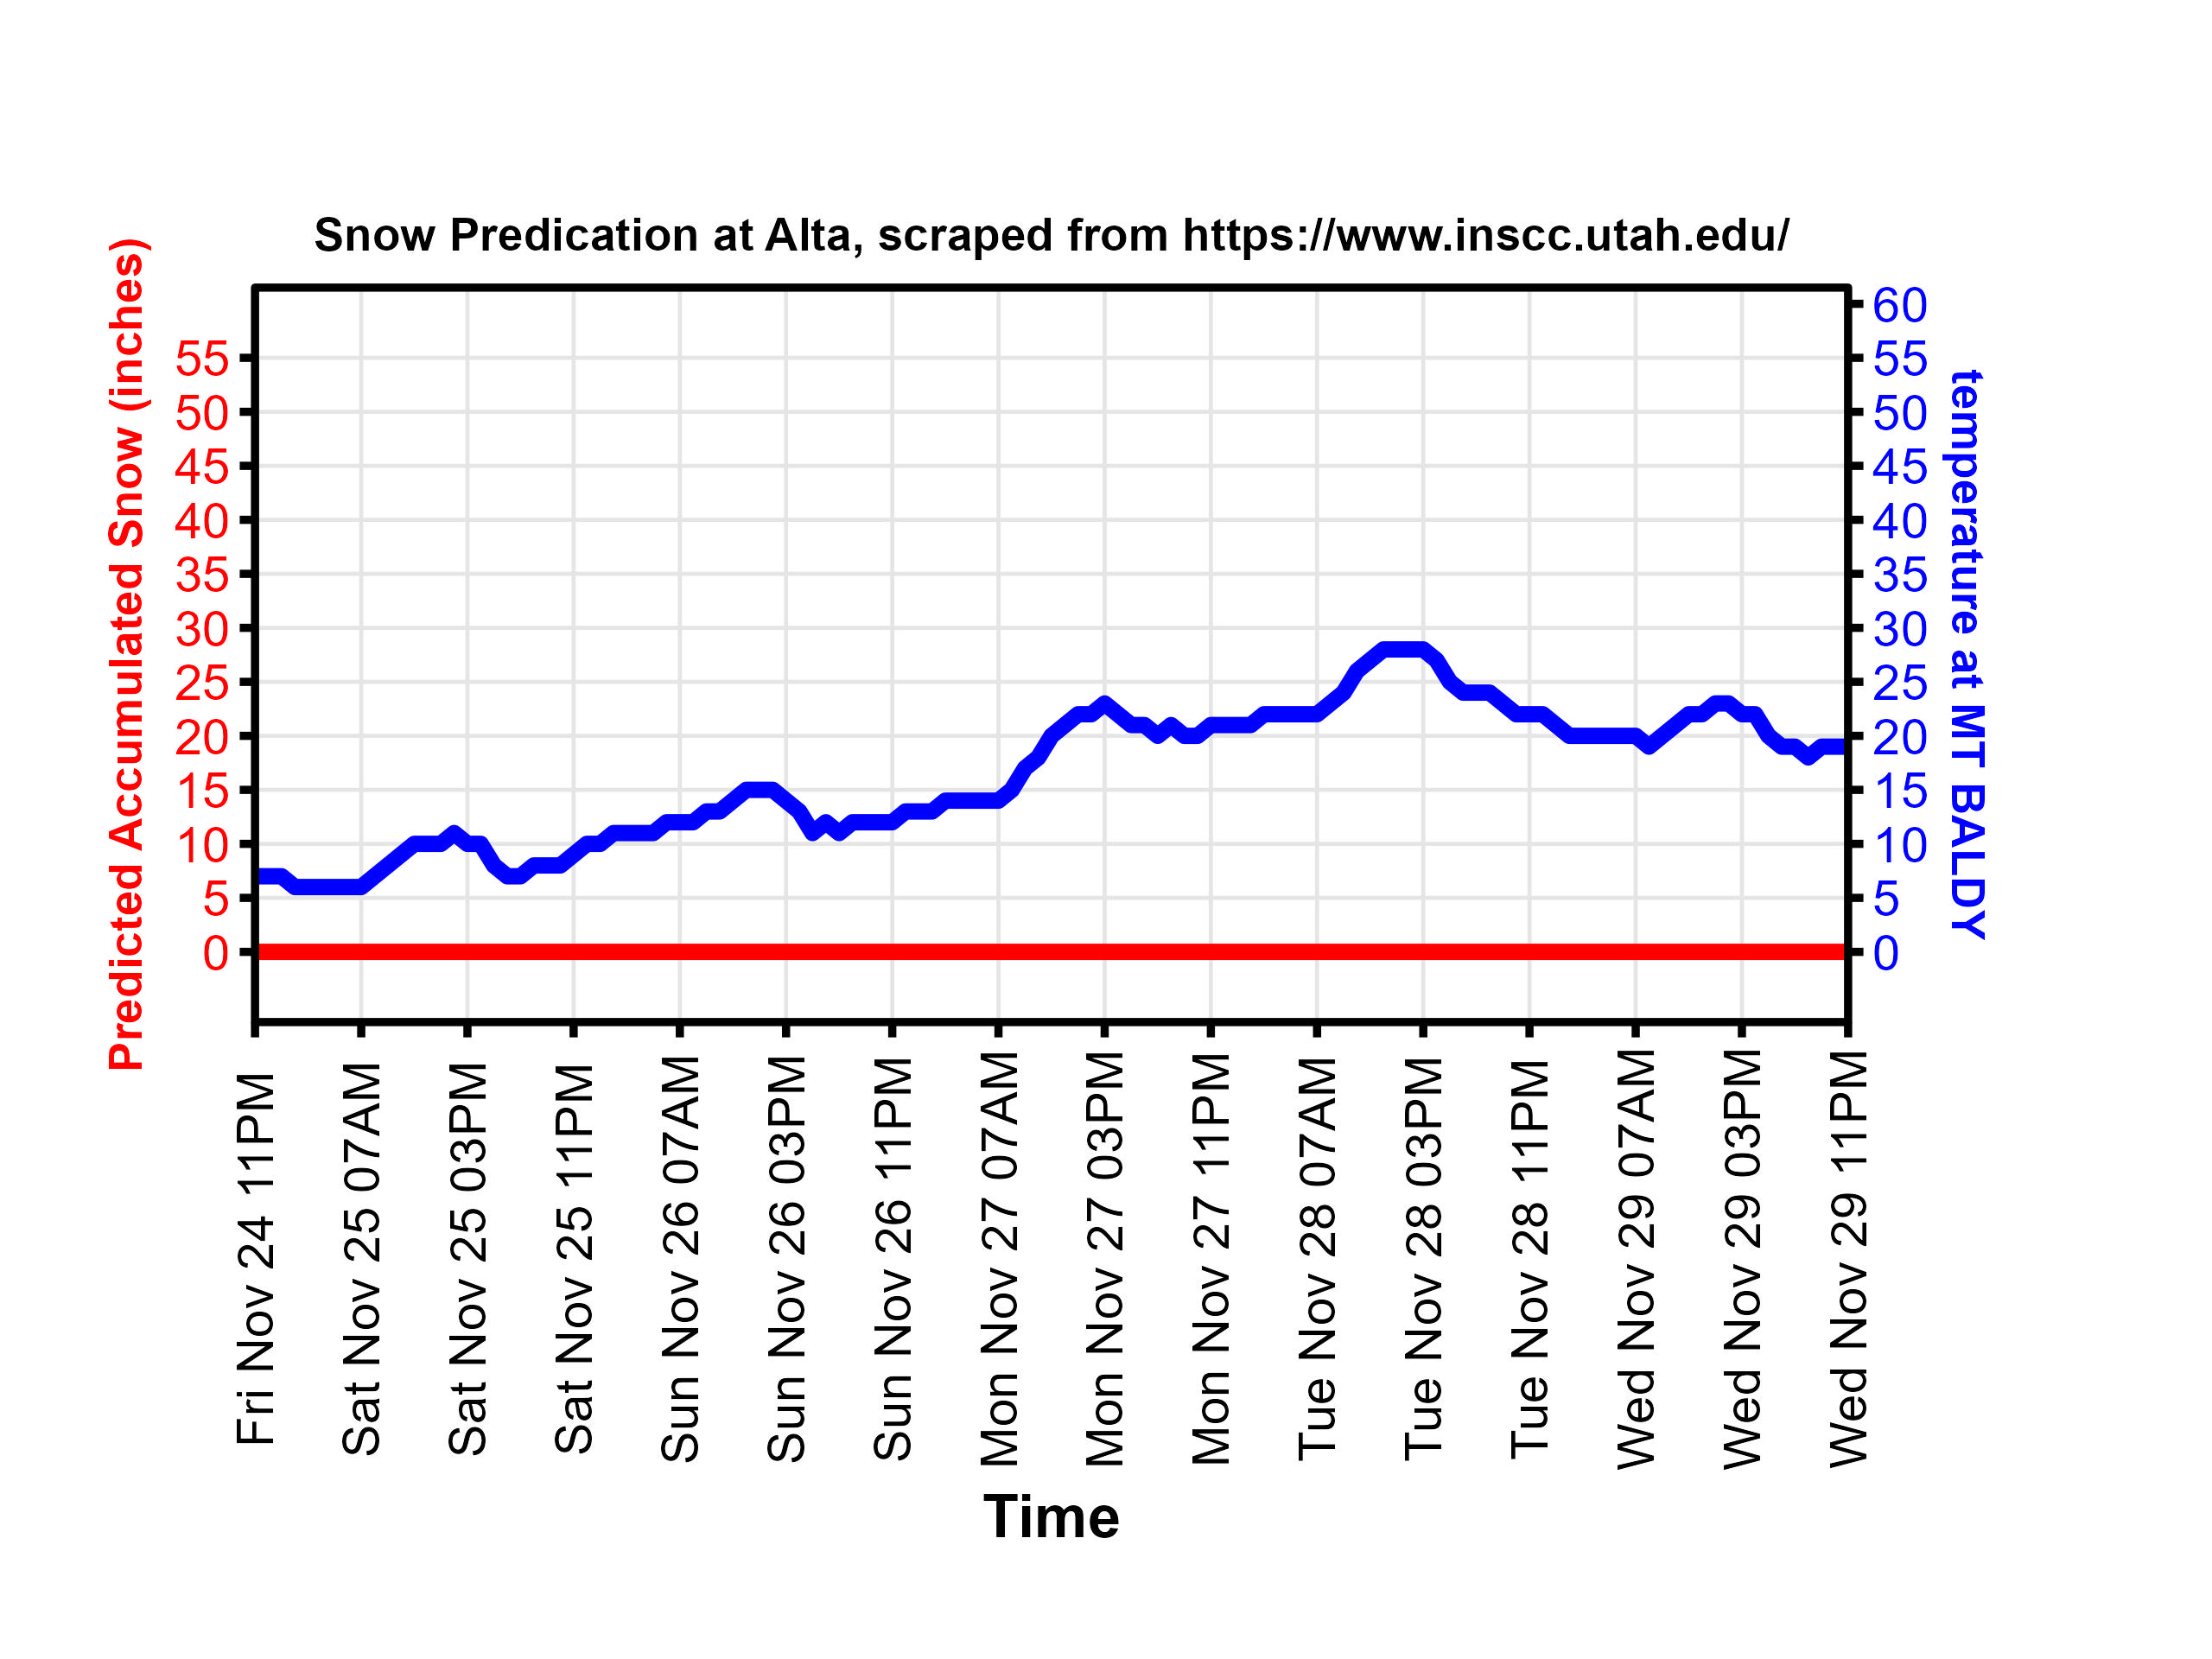 Snow Predication at Alta, scraped from https://www.inscc.utah.edu/
Predicted Accumulated Snow (inches)
55
50
45
40
35
30
25
20
15
10
5
0
60
55
50
45
40
35
30
25
20
15
10
5
0
temperature at MT BALDY
Fri Nov 24 11PM
Sat Nov 25 07AM
Sat Nov 25 03PM
Sat Nov 25 11PM
Sun Nov 26 07AM
Sun Nov 26 03PM
Sun Nov 26 11PM
Mon Nov 27 07AM
Mon Nov 27 03PM
Mon Nov 27 11PM
Tue Nov 28 07AM
Tue Nov 28 03PM
Tue Nov 28 11PM
Wed Nov 29 07AM
Wed Nov 29 03PM
Wed Nov 29 11PM
Time